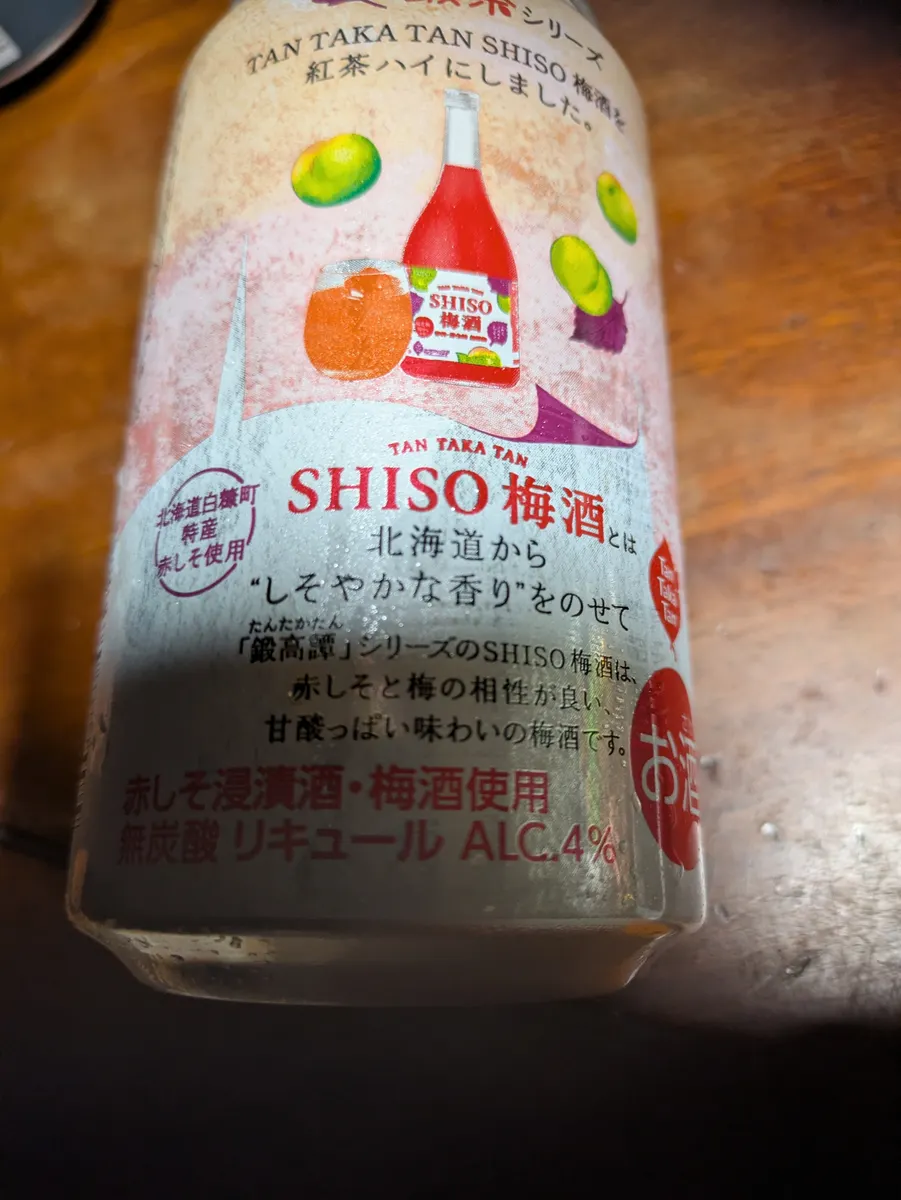 シリーズ
TAN TAKA TAN SHISO 梅酒を
紅茶ハイにしました。
TAN TAKA TAN
SHISO
梅酒
TAN TAKA TAN
SHISO 梅酒とは
北海道白糠町
特産
赤しそ使用
北海道から
“しそやかな香り”をのせて
たんたかたん
「鍛高譚」シリーズのSHISO梅酒は、
赤しそと梅の相性が良い、
甘酸っぱい味わいの梅酒です。
Tan
Taka
Tan
お酒
赤しそ浸漬酒・梅酒使用
無炭酸 リキュール ALC.4%